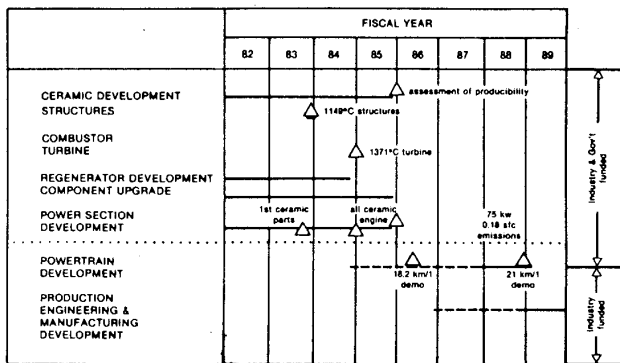 FISCAL YEAR
82 83 84 85 86 87 88 89
CERAMIC DEVELOPMENT
STRUCTURES
assessment of producibility
1149°C structures
COMBUSTOR
TURBINE
1371°C turbine
REGENERATOR DEVELOPMENT
COMPONENT UPGRADE
POWER SECTION
DEVELOPMENT
1st ceramic
parts
all ceramic
engine
75 kw
0.18 sfc
emissions
POWERTRAIN
DEVELOPMENT
18.2 km/1
demo
21 km/1
demo
PRODUCTION
ENGINEERING &
MANUFACTURING
DEVELOPMENT
Industry & Gov't
funded
Industry
funded